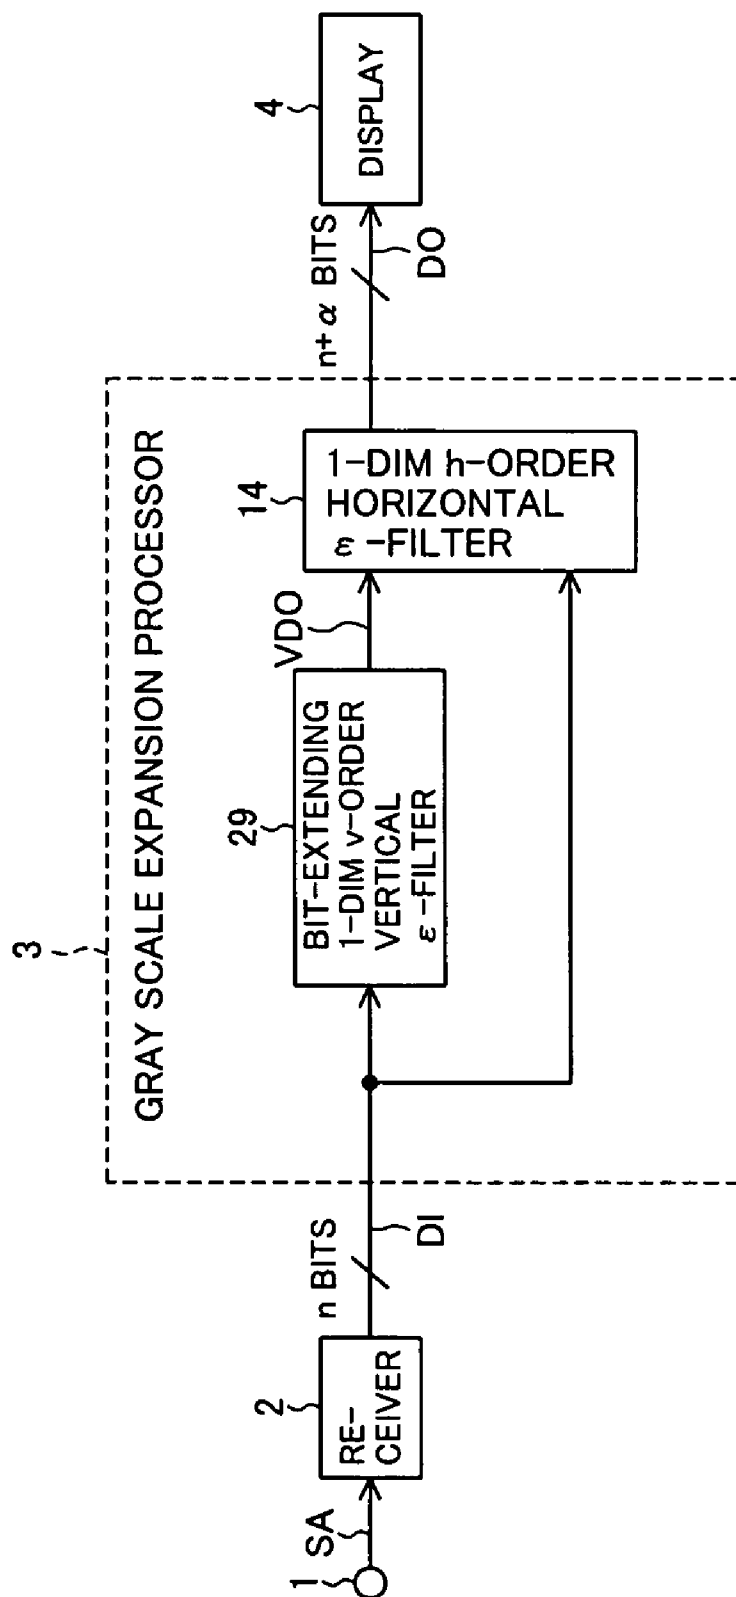 3
GRAY SCALE EXPANSION PROCESSOR
1
SA
2
RE-
CEIVER
n BITS
DI
29
BIT-EXTENDING
1-DIM v-ORDER
VERTICAL
ε-FILTER
VDO
14
1-DIM h-ORDER
HORIZONTAL
ε-FILTER
n+α BITS
DO
4
DISPLAY